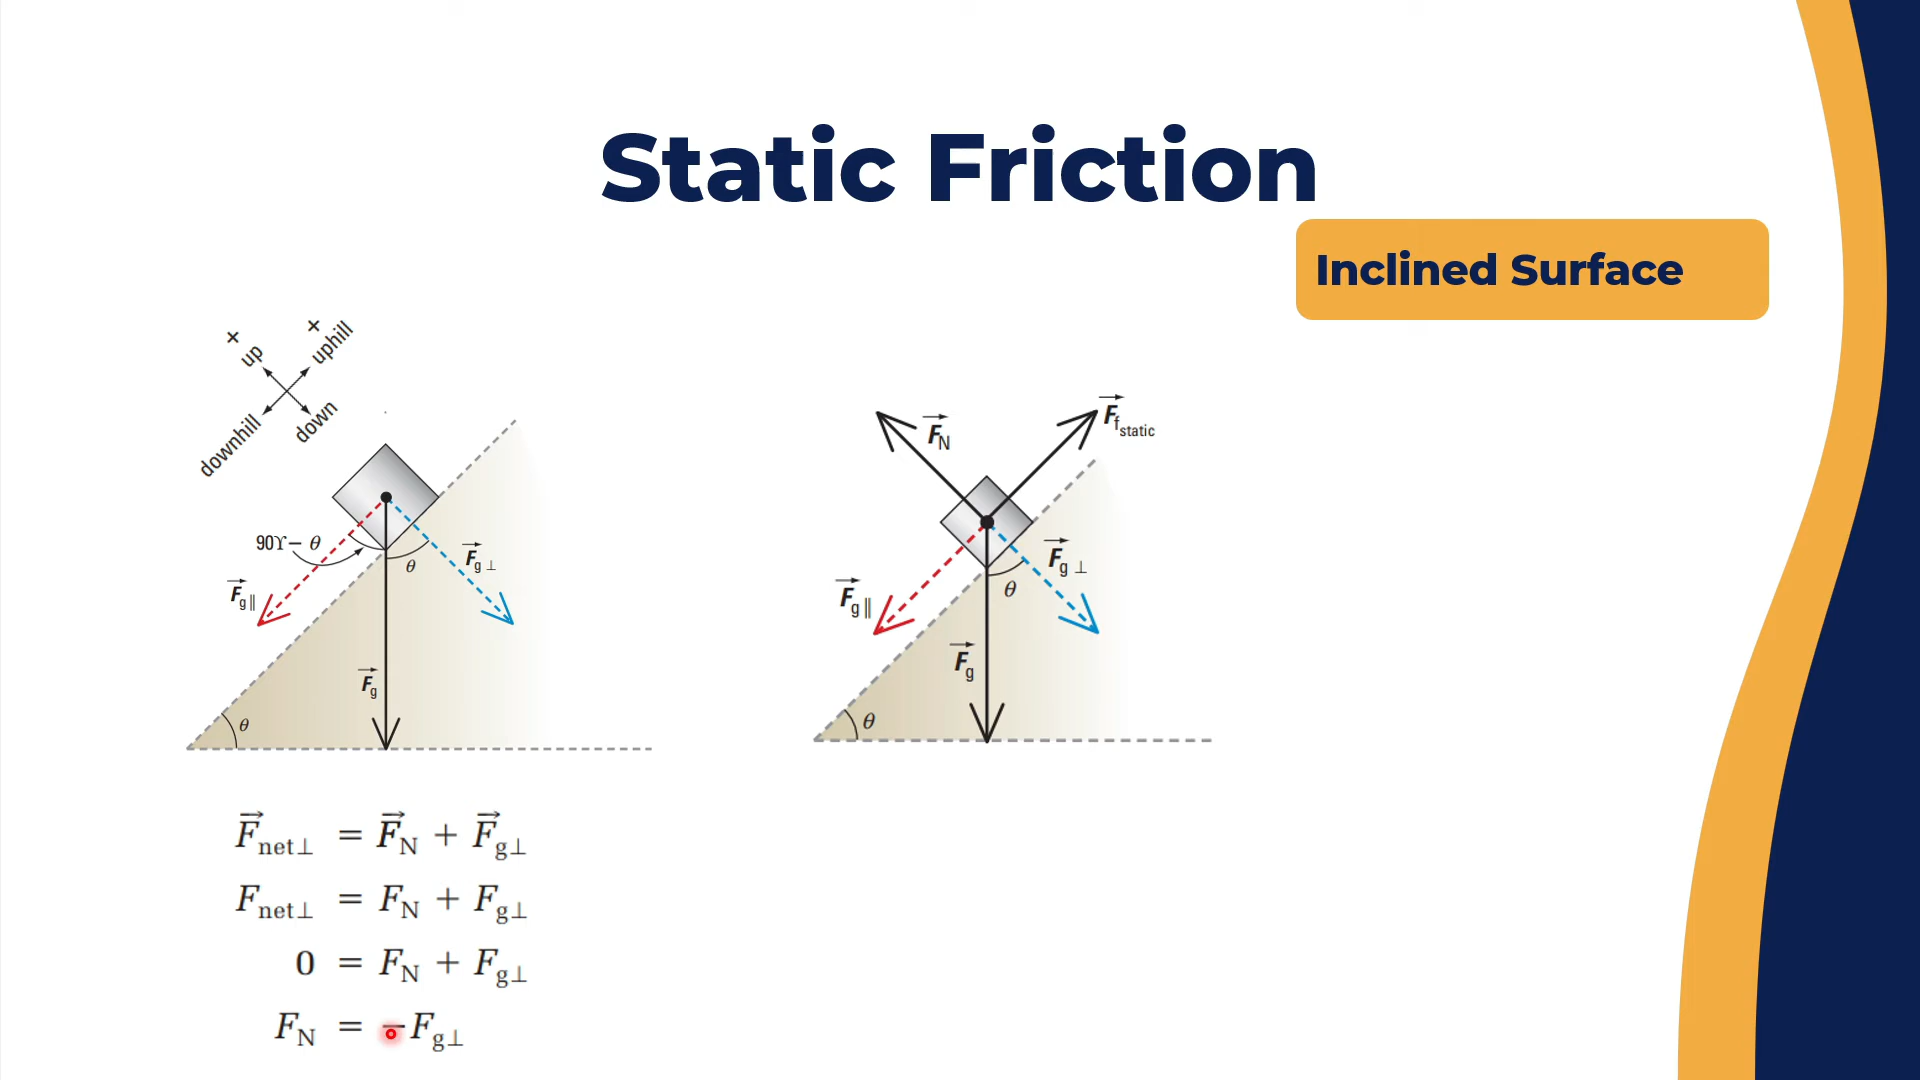 Static Friction
Inclined Surface
+
up
+
uphill
downhill
down
90ϒ − θ
F⃗g∥
θ
F⃗g⊥
F⃗g
θ
F⃗N
F⃗fstatic
F⃗g∥
θ
F⃗g⊥
F⃗g
θ
F⃗net⊥ = F⃗N + F⃗g⊥
Fnet⊥ = FN + Fg⊥
0 = FN + Fg⊥
FN = −Fg⊥